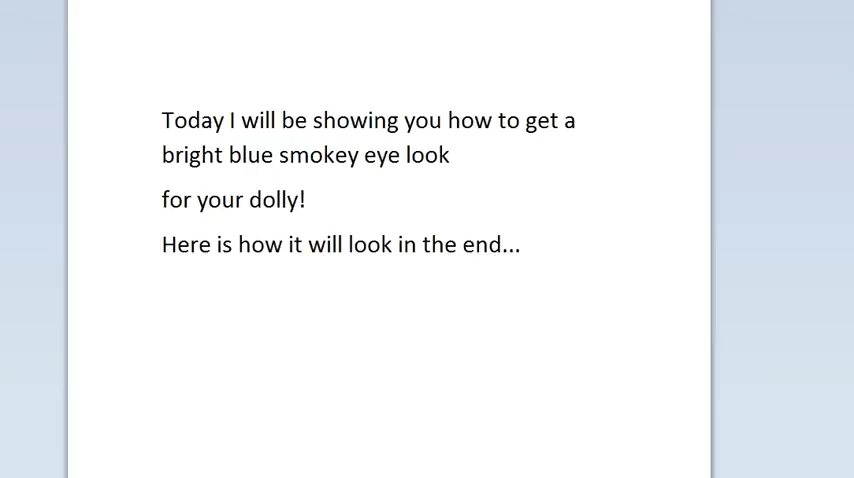 Today I will be showing you how to get a
bright blue smokey eye look
for your dolly!
Here is how it will look in the end...